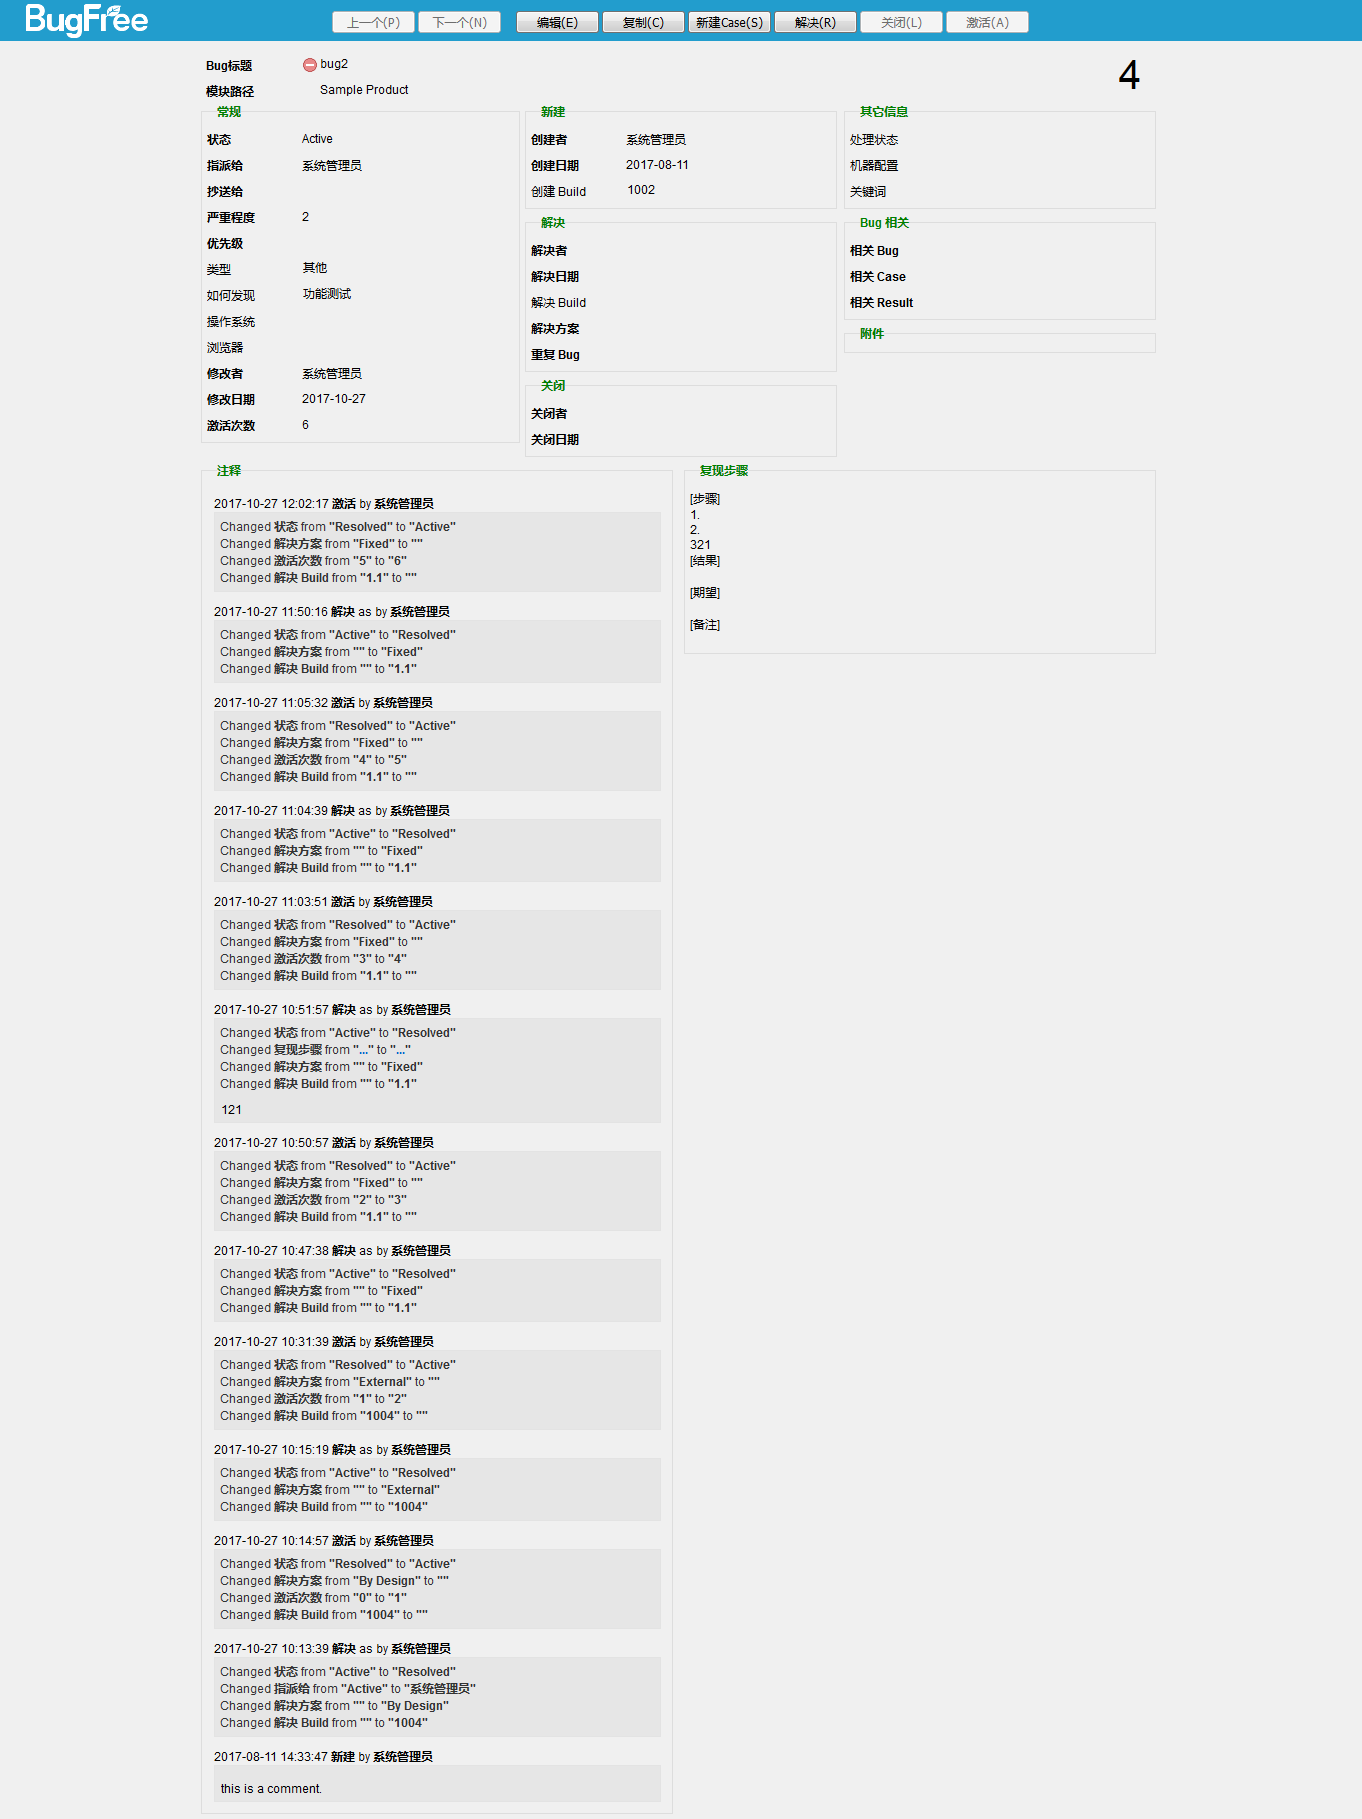 BugFree
上一个(P) 下一个(N) 编辑(E) 复制(C) 新建Case(S) 解决(R) 关闭(L) 激活(A)
Bug标题 bug2
4
模块路径 Sample Product
常规
状态 Active
指派给 系统管理员
抄送给
严重程度 2
优先级
类型 其他
如何发现 功能测试
操作系统
浏览器
修改者 系统管理员
修改日期 2017-10-27
激活次数 6
新建
创建者 系统管理员
创建日期 2017-08-11
创建 Build 1002
解决
解决者
解决日期
解决 Build
解决方案
重复 Bug
关闭
关闭者
关闭日期
其它信息
处理状态
机器配置
关键词
Bug 相关
相关 Bug
相关 Case
相关 Result
附件
注释
2017-10-27 12:02:17 激活 by 系统管理员
Changed 状态 from "Resolved" to "Active"
Changed 解决方案 from "Fixed" to ""
Changed 激活次数 from "5" to "6"
Changed 解决 Build from "1.1" to ""
2017-10-27 11:50:16 解决 as by 系统管理员
Changed 状态 from "Active" to "Resolved"
Changed 解决方案 from "" to "Fixed"
Changed 解决 Build from "" to "1.1"
2017-10-27 11:05:32 激活 by 系统管理员
Changed 状态 from "Resolved" to "Active"
Changed 解决方案 from "Fixed" to ""
Changed 激活次数 from "4" to "5"
Changed 解决 Build from "1.1" to ""
2017-10-27 11:04:39 解决 as by 系统管理员
Changed 状态 from "Active" to "Resolved"
Changed 解决方案 from "" to "Fixed"
Changed 解决 Build from "" to "1.1"
2017-10-27 11:03:51 激活 by 系统管理员
Changed 状态 from "Resolved" to "Active"
Changed 解决方案 from "Fixed" to ""
Changed 激活次数 from "3" to "4"
Changed 解决 Build from "1.1" to ""
2017-10-27 10:51:57 解决 as by 系统管理员
Changed 状态 from "Active" to "Resolved"
Changed 复现步骤 from "..." to "..."
Changed 解决方案 from "" to "Fixed"
Changed 解决 Build from "" to "1.1"
121
2017-10-27 10:50:57 激活 by 系统管理员
Changed 状态 from "Resolved" to "Active"
Changed 解决方案 from "Fixed" to ""
Changed 激活次数 from "2" to "3"
Changed 解决 Build from "1.1" to ""
2017-10-27 10:47:38 解决 as by 系统管理员
Changed 状态 from "Active" to "Resolved"
Changed 解决方案 from "" to "Fixed"
Changed 解决 Build from "" to "1.1"
2017-10-27 10:31:39 激活 by 系统管理员
Changed 状态 from "Resolved" to "Active"
Changed 解决方案 from "External" to ""
Changed 激活次数 from "1" to "2"
Changed 解决 Build from "1004" to ""
2017-10-27 10:15:19 解决 as by 系统管理员
Changed 状态 from "Active" to "Resolved"
Changed 解决方案 from "" to "External"
Changed 解决 Build from "" to "1004"
2017-10-27 10:14:57 激活 by 系统管理员
Changed 状态 from "Resolved" to "Active"
Changed 解决方案 from "By Design" to ""
Changed 激活次数 from "0" to "1"
Changed 解决 Build from "1004" to ""
2017-10-27 10:13:39 解决 as by 系统管理员
Changed 状态 from "Active" to "Resolved"
Changed 指派给 from "Active" to "系统管理员"
Changed 解决方案 from "" to "By Design"
Changed 解决 Build from "" to "1004"
2017-08-11 14:33:47 新建 by 系统管理员
this is a comment.
复现步骤
[步骤]
1.
2.
321
[结果]
[期望]
[备注]